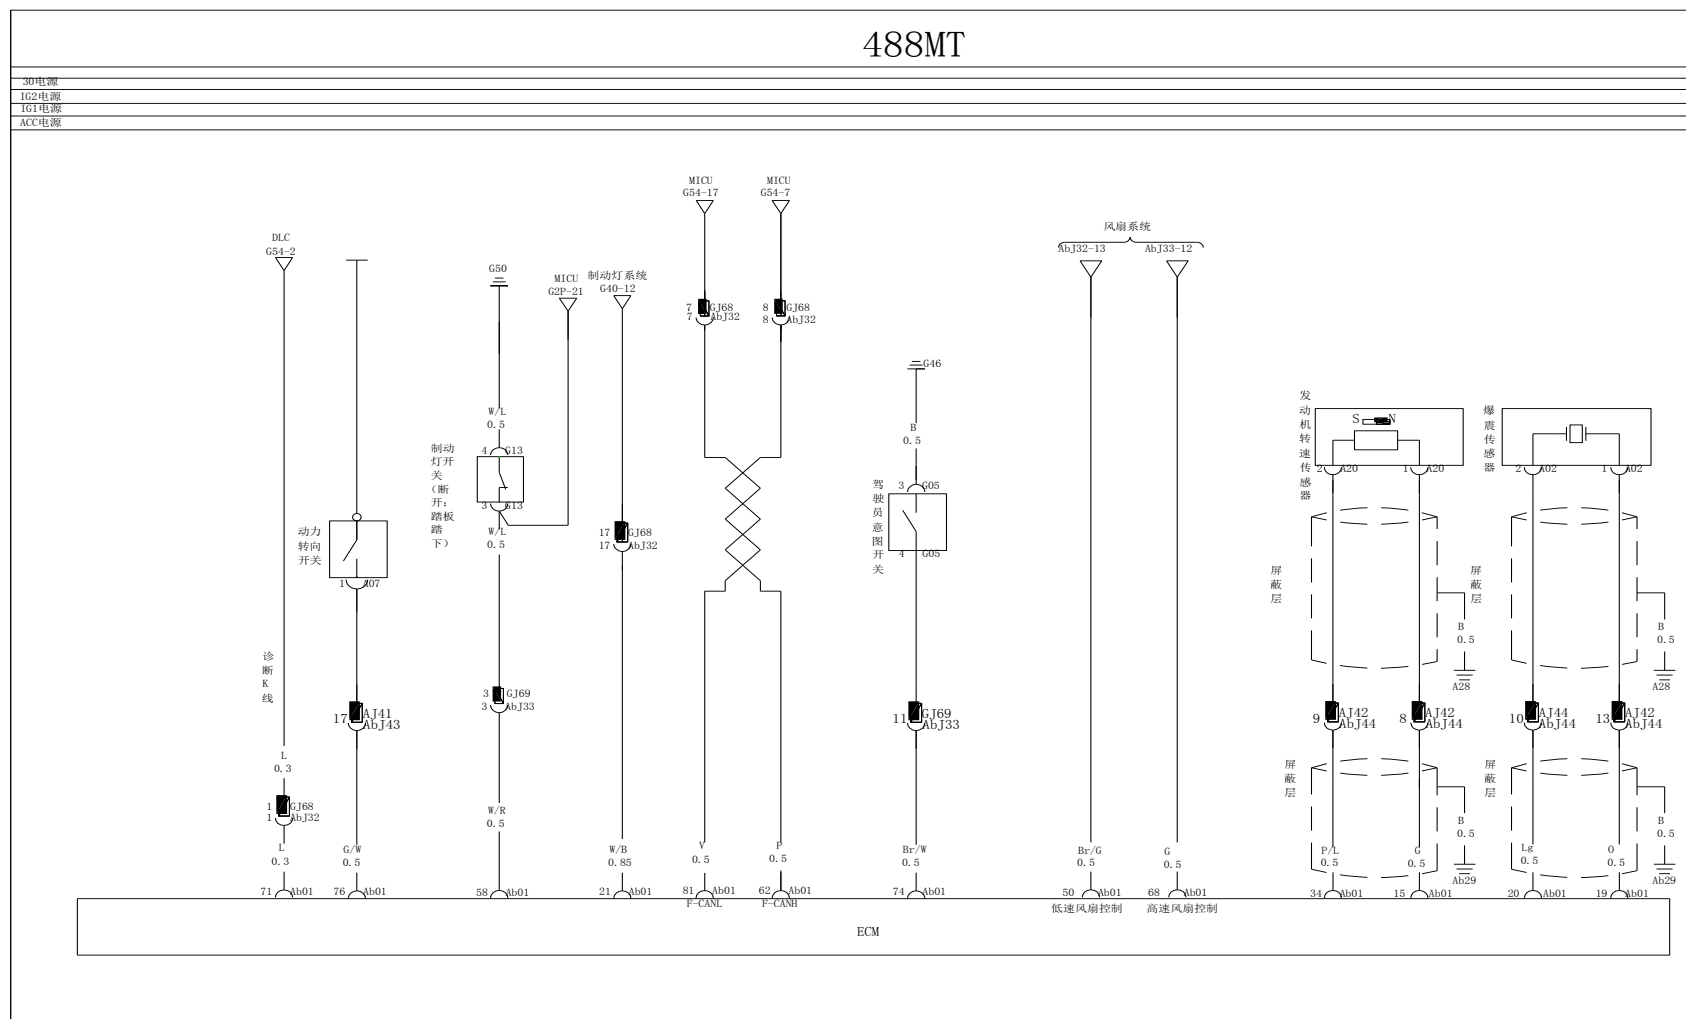 488MT
30电源
IG2电源
IG1电源
ACC电源
MICU
G54-17
MICU
G54-7
风扇系统
AbJ32-13
AbJ33-12
DLC
G54-2
G50
MICU
G2P-21
制动灯系统
G40-12
7
GJ68
7
AbJ32
8
GJ68
8
AbJ32
G46
W/L
0.5
B
0.5
制动
灯开
关
(断
开:
踏板
踏
下)
4
G13
3
G13
W/L
0.5
驾驶员意图开关
3
G05
4
G05
发动机转速传感器
S
N
2
A20
1
A20
爆震传感器
2
A02
1
A02
动力
转向
开关
1
A07
17
GJ68
17
AbJ32
屏蔽层
B
0.5
A28
屏蔽层
B
0.5
A28
诊断K线
17
AJ41
AbJ43
3
GJ69
3
AbJ33
11
GJ69
AbJ33
9
AJ42
AbJ44
8
AJ42
AbJ44
10
AJ44
AbJ44
13
AJ42
AbJ44
L
0.3
1
GJ68
1
AbJ32
W/R
0.5
屏蔽层
B
0.5
Ab29
屏蔽层
B
0.5
Ab29
L
0.3
G/W
0.5
W/B
0.85
V
0.5
P
0.5
Br/W
0.5
Br/G
0.5
G
0.5
P/L
0.5
G
0.5
Lg
0.5
O
0.5
71
Ab01
76
Ab01
58
Ab01
21
Ab01
81
Ab01
62
Ab01
74
Ab01
50
Ab01
68
Ab01
34
Ab01
15
Ab01
20
Ab01
19
Ab01
F-CANL
F-CANH
低速风扇控制
高速风扇控制
ECM